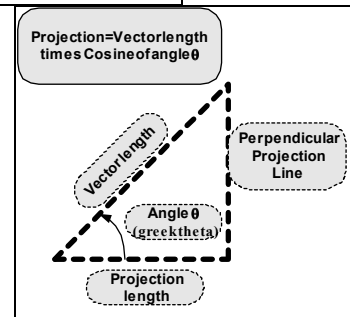 Projection=Vectorlength
times Cosineofangleθ
Vectorlength
Perpendicular
Projection
Line
Angle θ
(greektheta)
Projection
length